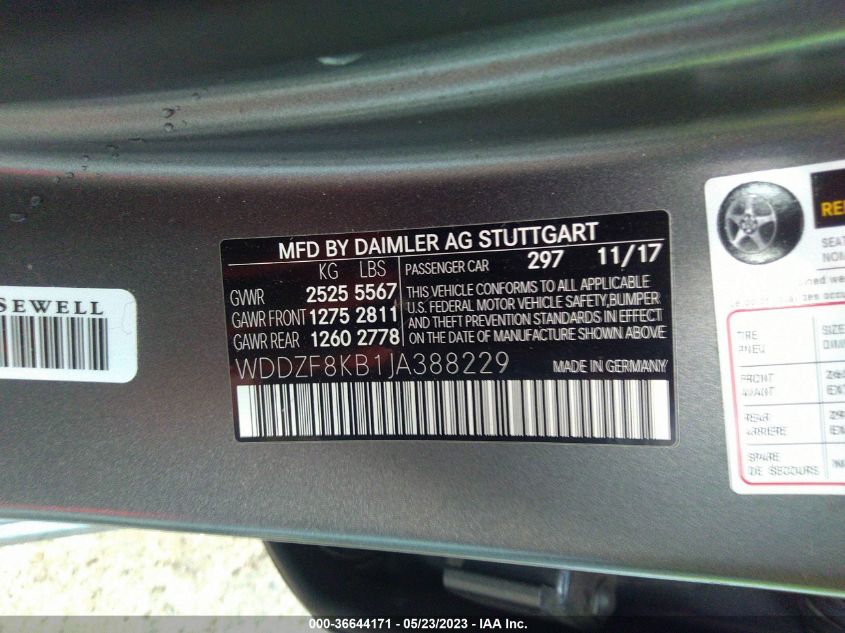 MFD BY DAIMLER AG STUTTGART
KG LBS
GVWR 2525 5567
GAWR FRONT 1275 2811
GAWR REAR 1260 2778
PASSENGER CAR 297 11/17
THIS VEHICLE CONFORMS TO ALL APPLICABLE
U.S. FEDERAL MOTOR VEHICLE SAFETY, BUMPER
AND THEFT PREVENTION STANDARDS IN EFFECT
ON THE DATE OF MANUFACTURE SHOWN ABOVE
WDDZF8KB1JA388229 MADE IN GERMANY
SEWELL
TIRE
PNEU
FRONT
AVANT
REAR
ARRIERE
SPARE
DE SECOURS
000-36644171 - 05/23/2023 - IAA Inc.